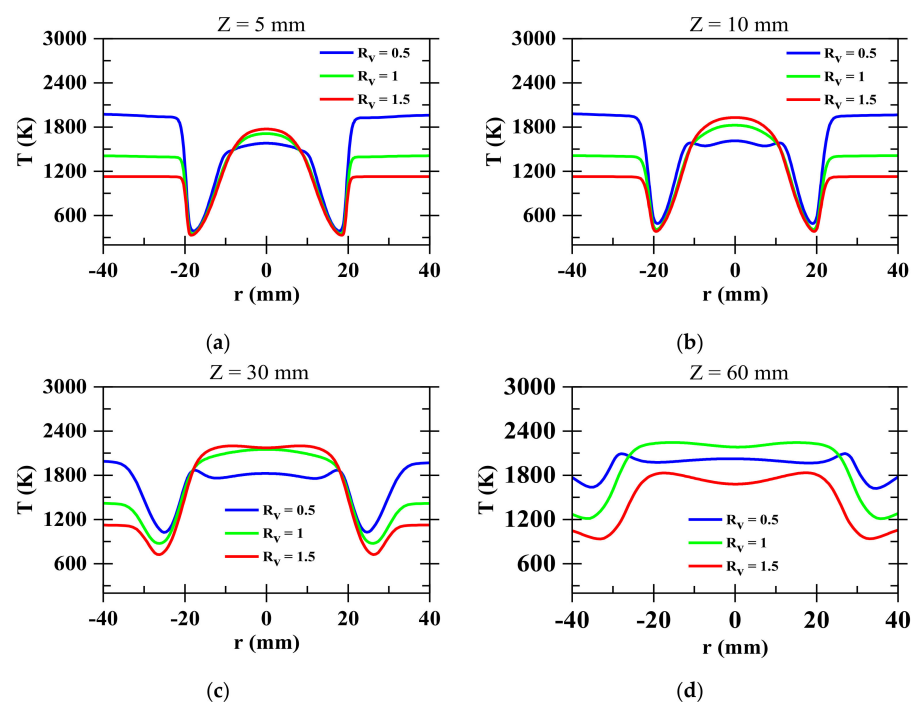 Z = 5 mm
3000
2400
1800
1200
600
T (K)
R_v = 0.5
R_v = 1
R_v = 1.5
-40 -20 0 20 40
r (mm)
(a)
Z = 10 mm
3000
2400
1800
1200
600
T (K)
R_v = 0.5
R_v = 1
R_v = 1.5
-40 -20 0 20 40
r (mm)
(b)
Z = 30 mm
3000
2400
1800
1200
600
T (K)
R_v = 0.5
R_v = 1
R_v = 1.5
-40 -20 0 20 40
r (mm)
(c)
Z = 60 mm
3000
2400
1800
1200
600
T (K)
R_v = 0.5
R_v = 1
R_v = 1.5
-40 -20 0 20 40
r (mm)
(d)